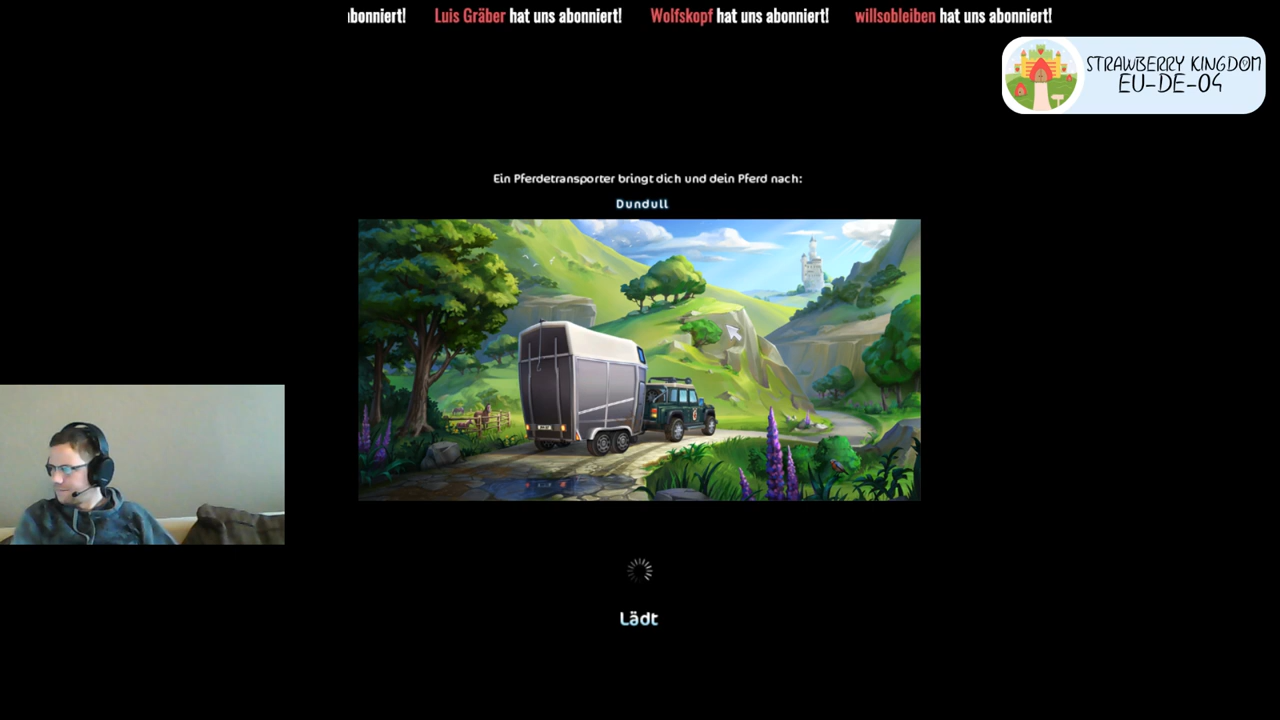 bonniert! Luis Gräber hat uns abonniert! Wolfskopf hat uns abonniert! willsobleiben hat uns abonniert!
STRAWBERRY KINGDOM
EU-DE-04
Ein Pferdetransporter bringt dich und dein Pferd nach:
Dundull
Lädt